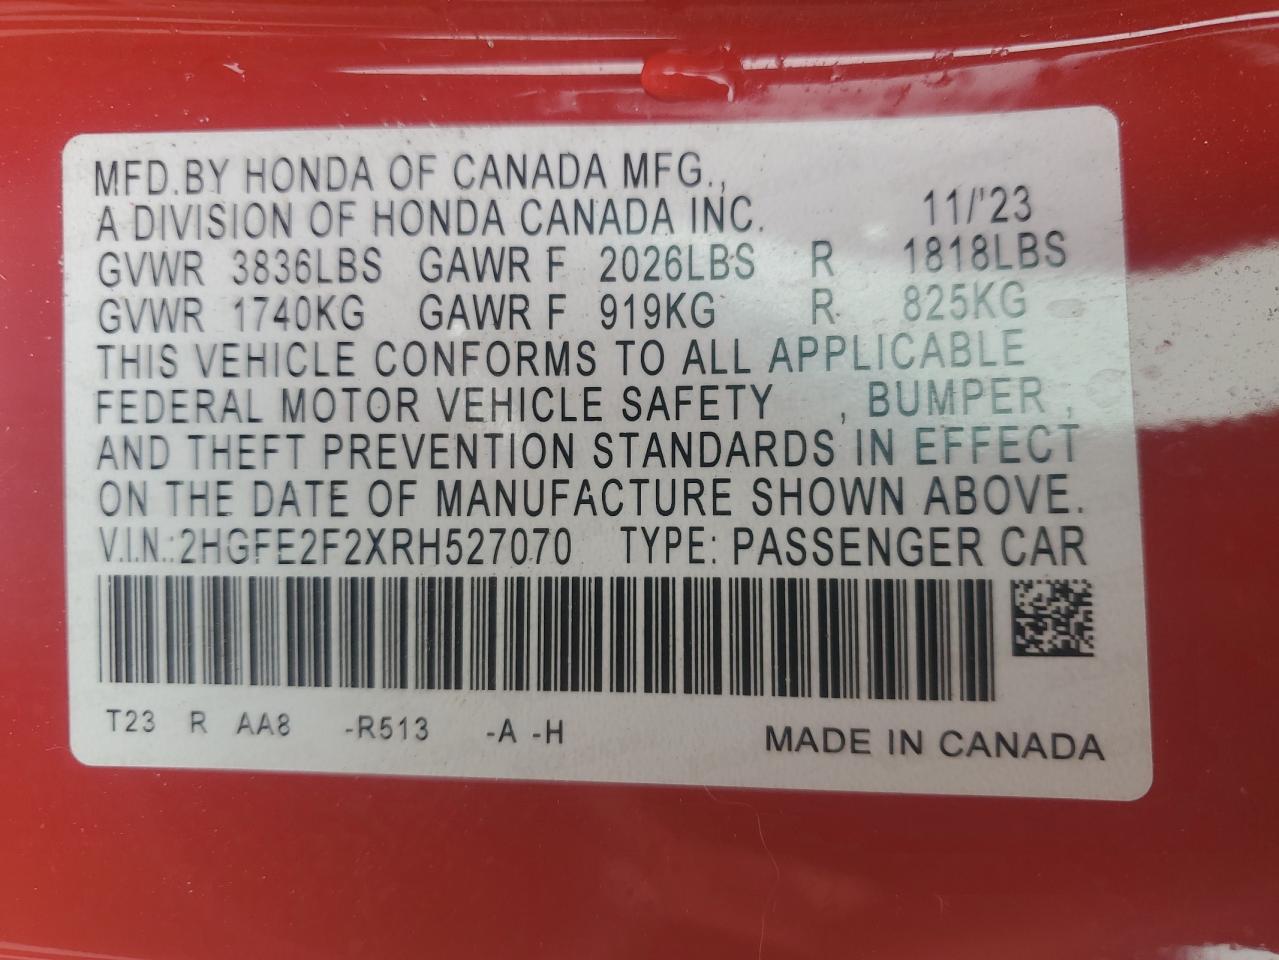 MFD.BY HONDA OF CANADA MFG.,
A DIVISION OF HONDA CANADA INC. 11/'23
GVWR 3836LBS GAWR F 2026LBS R 1818LBS
GVWR 1740KG GAWR F 919KG R 825KG
THIS VEHICLE CONFORMS TO ALL APPLICABLE
FEDERAL MOTOR VEHICLE SAFETY , BUMPER ,
AND THEFT PREVENTION STANDARDS IN EFFECT
ON THE DATE OF MANUFACTURE SHOWN ABOVE.
V.I.N.:2HGFE2F2XRH527070 TYPE: PASSENGER CAR
T23 R AA8 -R513 -A -H
MADE IN CANADA